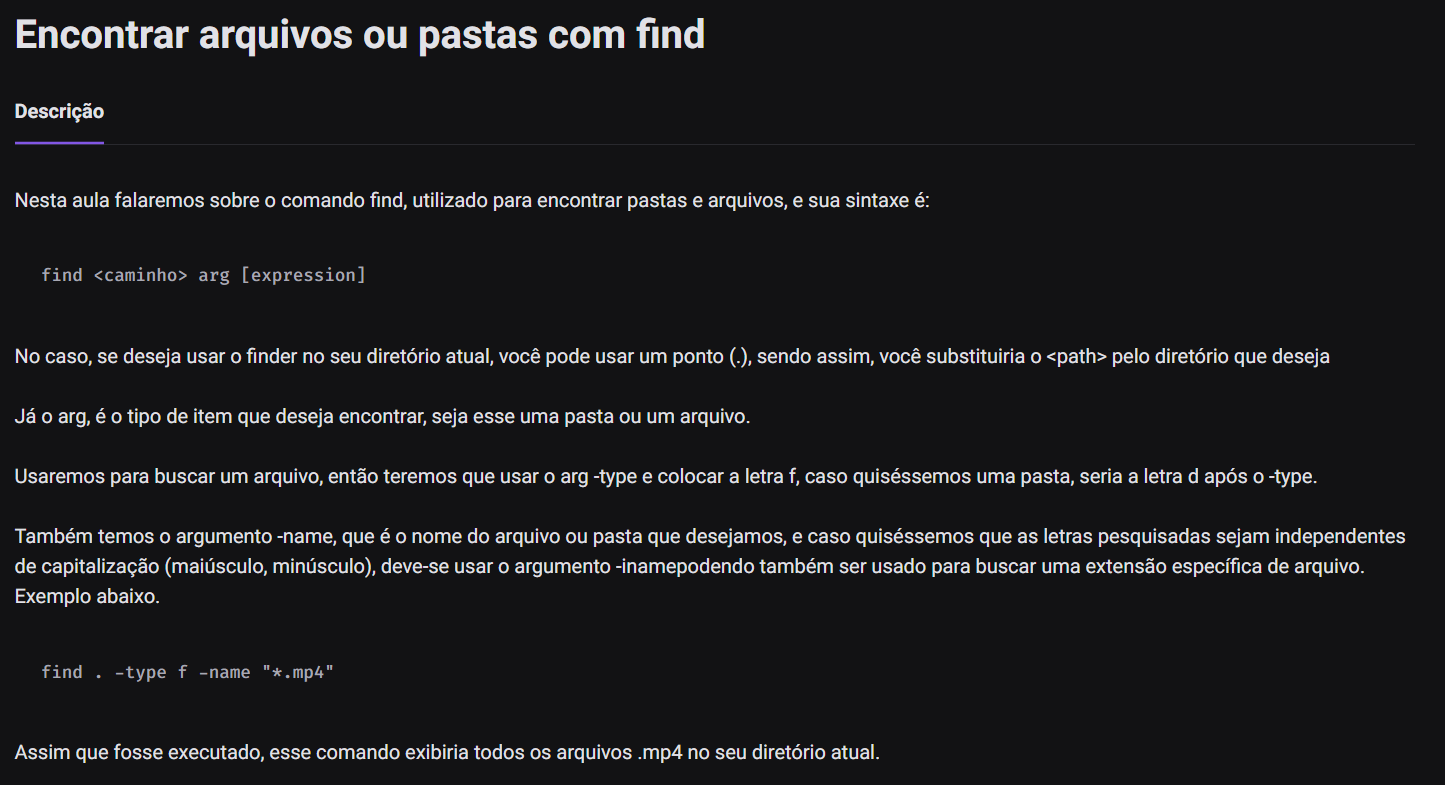 Encontrar arquivos ou pastas com find
Descrição
Nesta aula falaremos sobre o comando find, utilizado para encontrar pastas e arquivos, e sua sintaxe é:
find <caminho> arg [expression]
No caso, se deseja usar o finder no seu diretório atual, você pode usar um ponto (.), sendo assim, você substituiria o <path> pelo diretório que deseja
Já o arg, é o tipo de item que deseja encontrar, seja esse uma pasta ou um arquivo.
Usaremos para buscar um arquivo, então teremos que usar o arg -type e colocar a letra f, caso quiséssemos uma pasta, seria a letra d após o -type.
Também temos o argumento -name, que é o nome do arquivo ou pasta que desejamos, e caso quiséssemos que as letras pesquisadas sejam independentes
de capitalização (maiúsculo, minúsculo), deve-se usar o argumento -inamepodendo também ser usado para buscar uma extensão específica de arquivo.
Exemplo abaixo.
find . -type f -name "*.mp4"
Assim que fosse executado, esse comando exibiria todos os arquivos .mp4 no seu diretório atual.